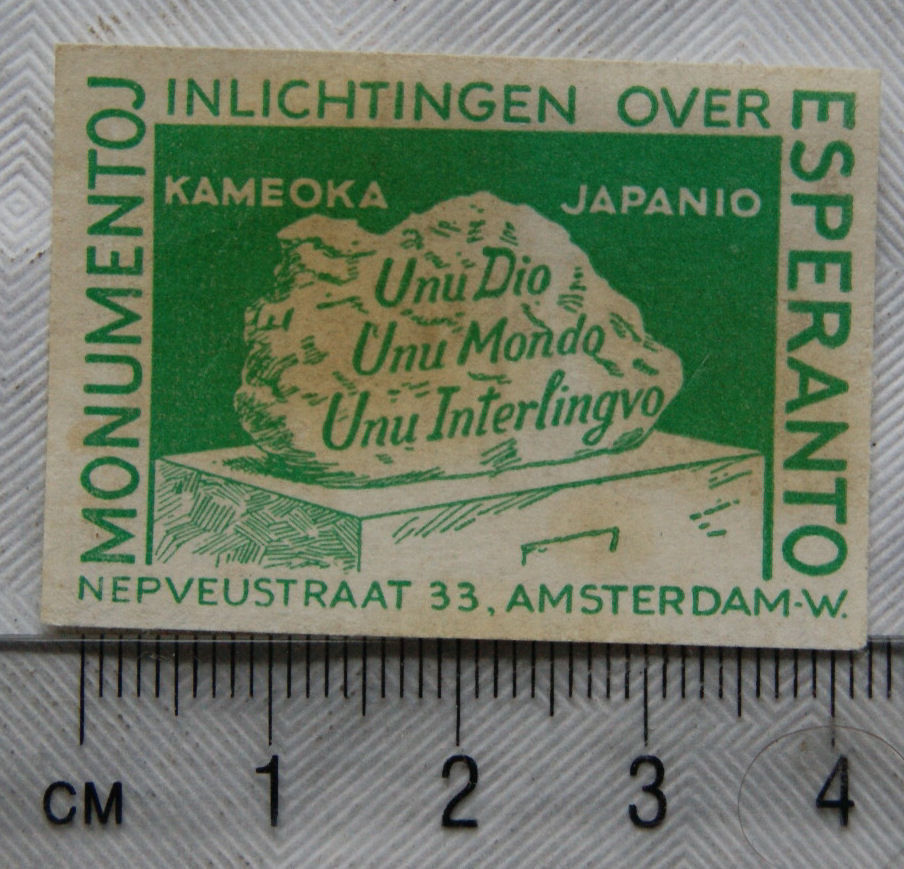 MONUMENTOJ
INLICHTINGEN OVER
ESPERANTO
KAMEOKA JAPANIO
Unu Dio
Unu Mondo
Unu Interlingvo
NEPVEUSTRAAT 33, AMSTERDAM-W.
CM 1 2 3 4